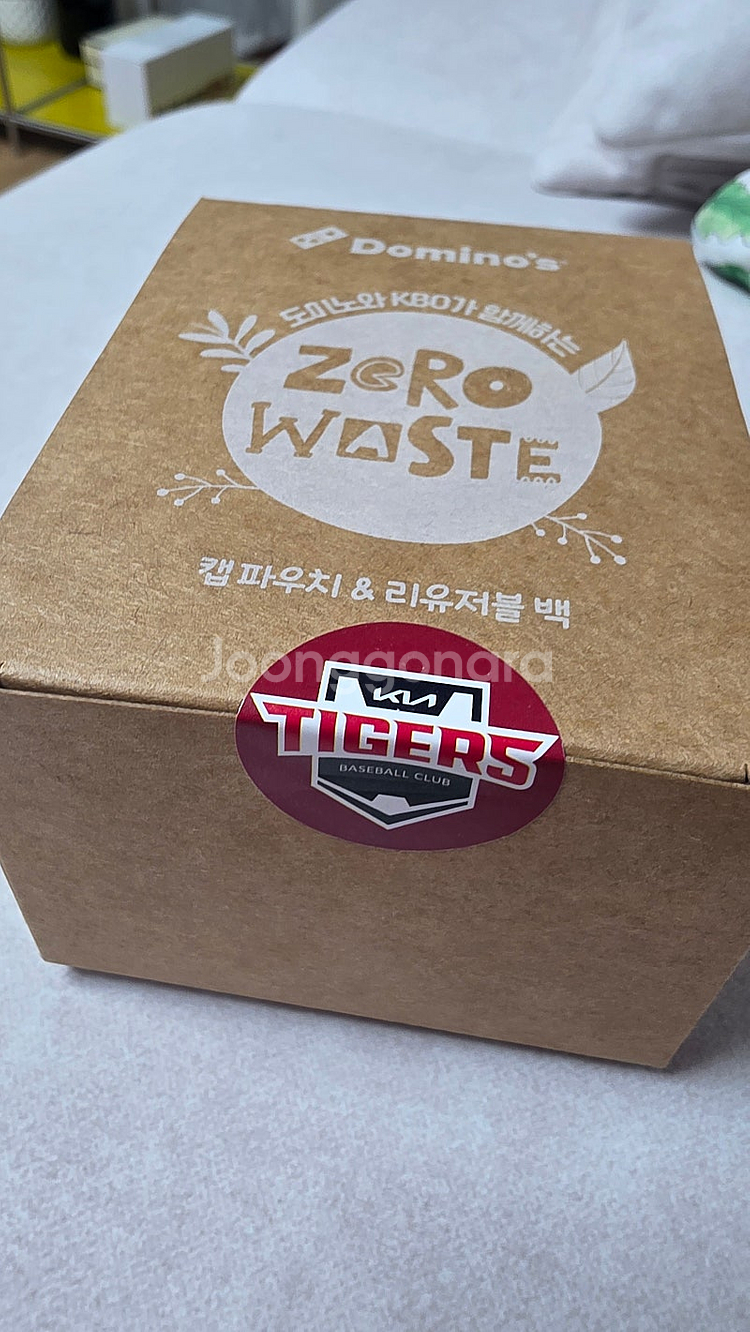 Domino's
도미노와 KBO가 함께하는
ZeRO
WASTE
캡 파우치 & 리유저블 백
Joonggonara
KIA
TIGERS
BASEBALL CLUB